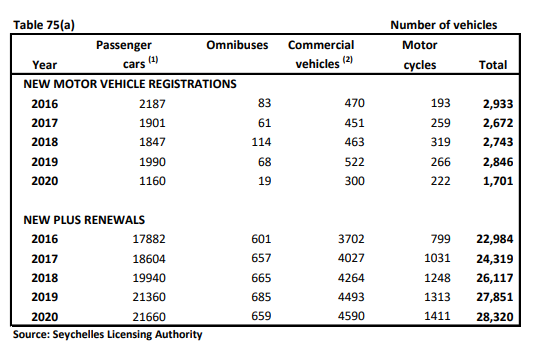 Table 75(a) Number of vehicles
Passenger Omnibuses Commercial Motor
Year cars (1) vehicles (2) cycles Total
NEW MOTOR VEHICLE REGISTRATIONS
2016 2187 83 470 193 2,933
2017 1901 61 451 259 2,672
2018 1847 114 463 319 2,743
2019 1990 68 522 266 2,846
2020 1160 19 300 222 1,701
NEW PLUS RENEWALS
2016 17882 601 3702 799 22,984
2017 18604 657 4027 1031 24,319
2018 19940 665 4264 1248 26,117
2019 21360 685 4493 1313 27,851
2020 21660 659 4590 1411 28,320
Source: Seychelles Licensing Authority